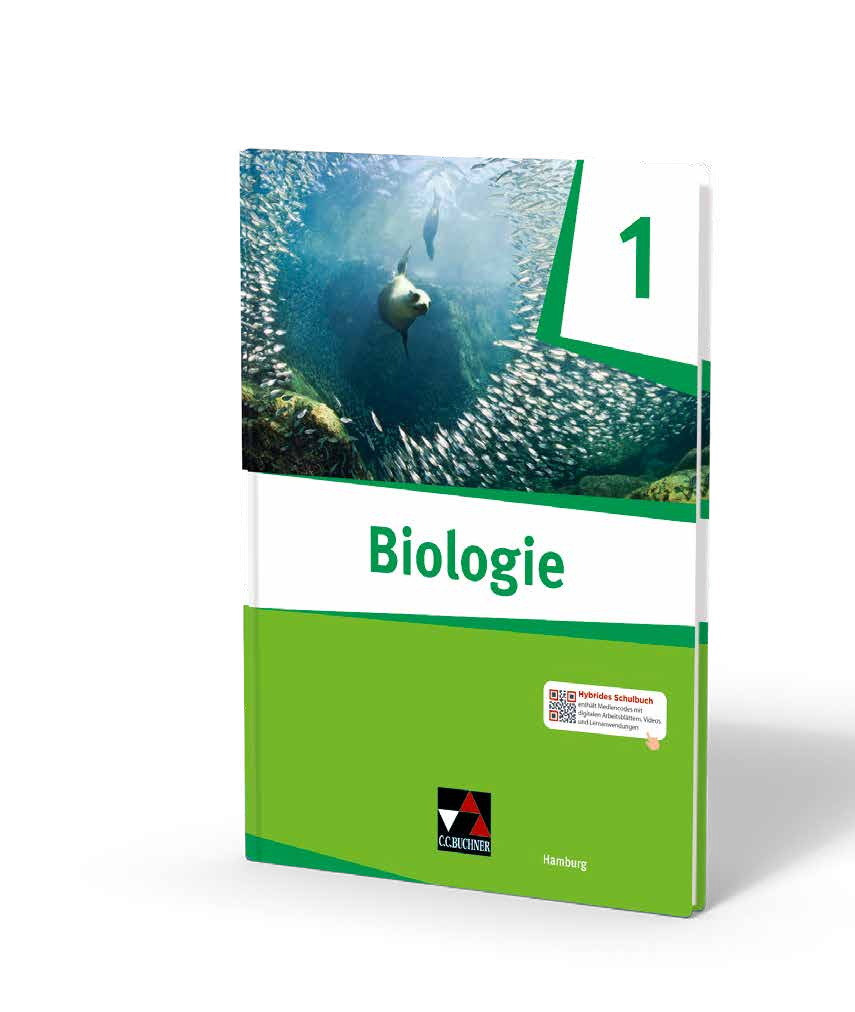 1
Biologie
Hybrides Schulbuch
enthält Mediencodes mit
digitalen Arbeitsblättern, Videos
und Lernanwendungen
C.C.BUCHNER
Hamburg